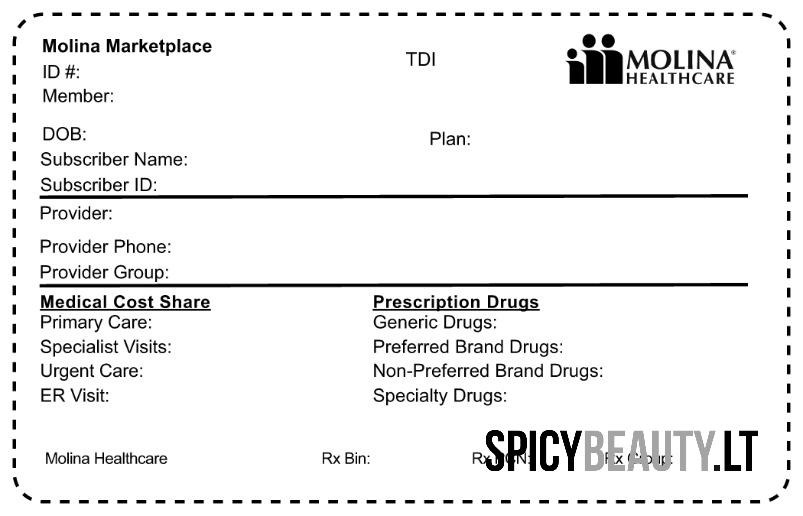 Molina Marketplace
TDI
MOLINA®
HEALTHCARE
ID #:
Member:
DOB:
Plan:
Subscriber Name:
Subscriber ID:
Provider:
Provider Phone:
Provider Group:
Medical Cost Share
Prescription Drugs
Primary Care:
Generic Drugs:
Specialist Visits:
Preferred Brand Drugs:
Urgent Care:
Non-Preferred Brand Drugs:
ER Visit:
Specialty Drugs:
SPICYBEAUTY.LT
Molina Healthcare
Rx Bin:
Rx PCN:
Rx Group: